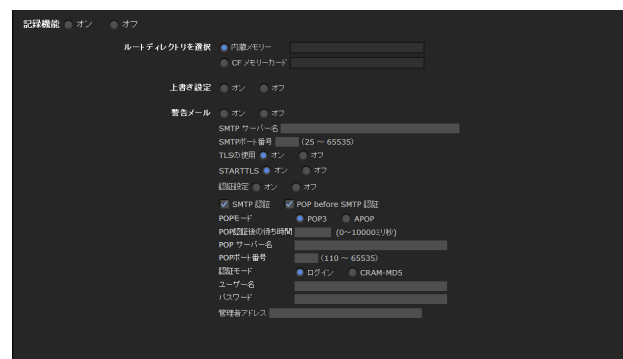 記録機能 オン オフ
ルートディレクトリを選択 内蔵メモリー
CF メモリーカード
上書き設定 オン オフ
警告メール オン オフ
SMTP サーバー名
SMTPポート番号 (25 ～ 65535)
TLSの使用 オン オフ
STARTTLS オン オフ
認証設定 オン オフ
SMTP 認証 POP before SMTP 認証
POPモード POP3 APOP
POP認証後の待ち時間 (0～10000ミリ秒)
POP サーバー名
POPポート番号 (110 ～ 65535)
認証モード ログイン CRAM-MD5
ユーザー名
パスワード
管理者アドレス